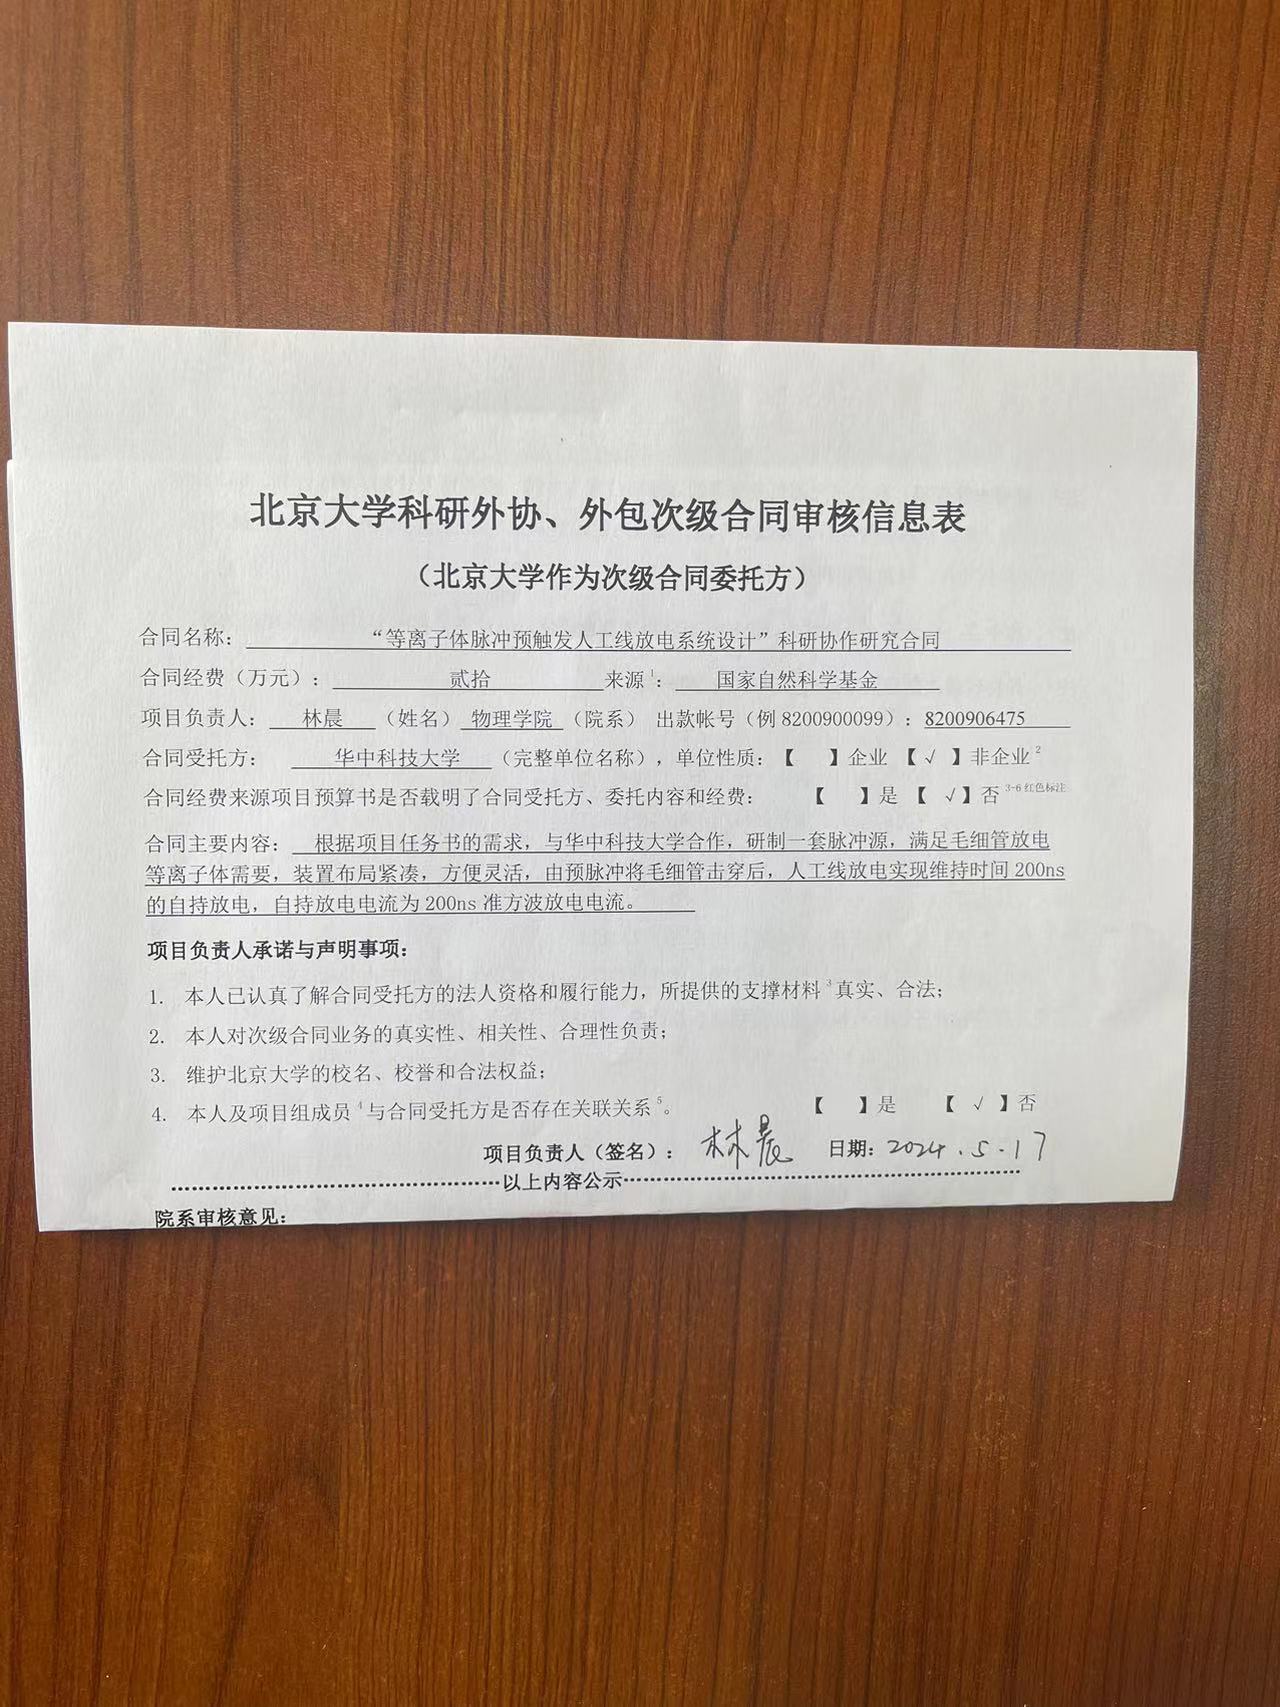 北京大学科研外协、外包次级合同审核信息表
（北京大学作为次级合同委托方）
合同名称： “等离子体脉冲预触发人工线放电系统设计”科研协作研究合同
合同经费（万元）： 贰拾 来源1： 国家自然科学基金
项目负责人： 林晨 （姓名） 物理学院 （院系） 出款帐号（例 8200900099）：8200906475
合同受托方： 华中科技大学 （完整单位名称），单位性质：【 】企业 【√ 】非企业2
合同经费来源项目预算书是否载明了合同受托方、委托内容和经费： 【 】是 【 √】否 3-6 红色标注
合同主要内容： 根据项目任务书的需求，与华中科技大学合作，研制一套脉冲源，满足毛细管放电
等离子体需要，装置布局紧凑，方便灵活，由预脉冲将毛细管击穿后，人工线放电实现维持时间 200ns
的自持放电，自持放电电流为 200ns 准方波放电电流。
项目负责人承诺与声明事项：
1. 本人已认真了解合同受托方的法人资格和履行能力，所提供的支撑材料3真实、合法；
2. 本人对次级合同业务的真实性、相关性、合理性负责；
3. 维护北京大学的校名、校誉和合法权益；
4. 本人及项目组成员4与合同受托方是否存在关联关系5。 【 】是 【 √ 】否
项目负责人（签名）： 林晨 日期：2024.5.17
以上内容公示
院系审核意见：